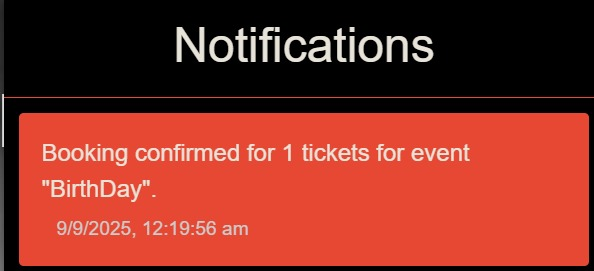 Notifications
Booking confirmed for 1 tickets for event
"BirthDay".
9/9/2025, 12:19:56 am